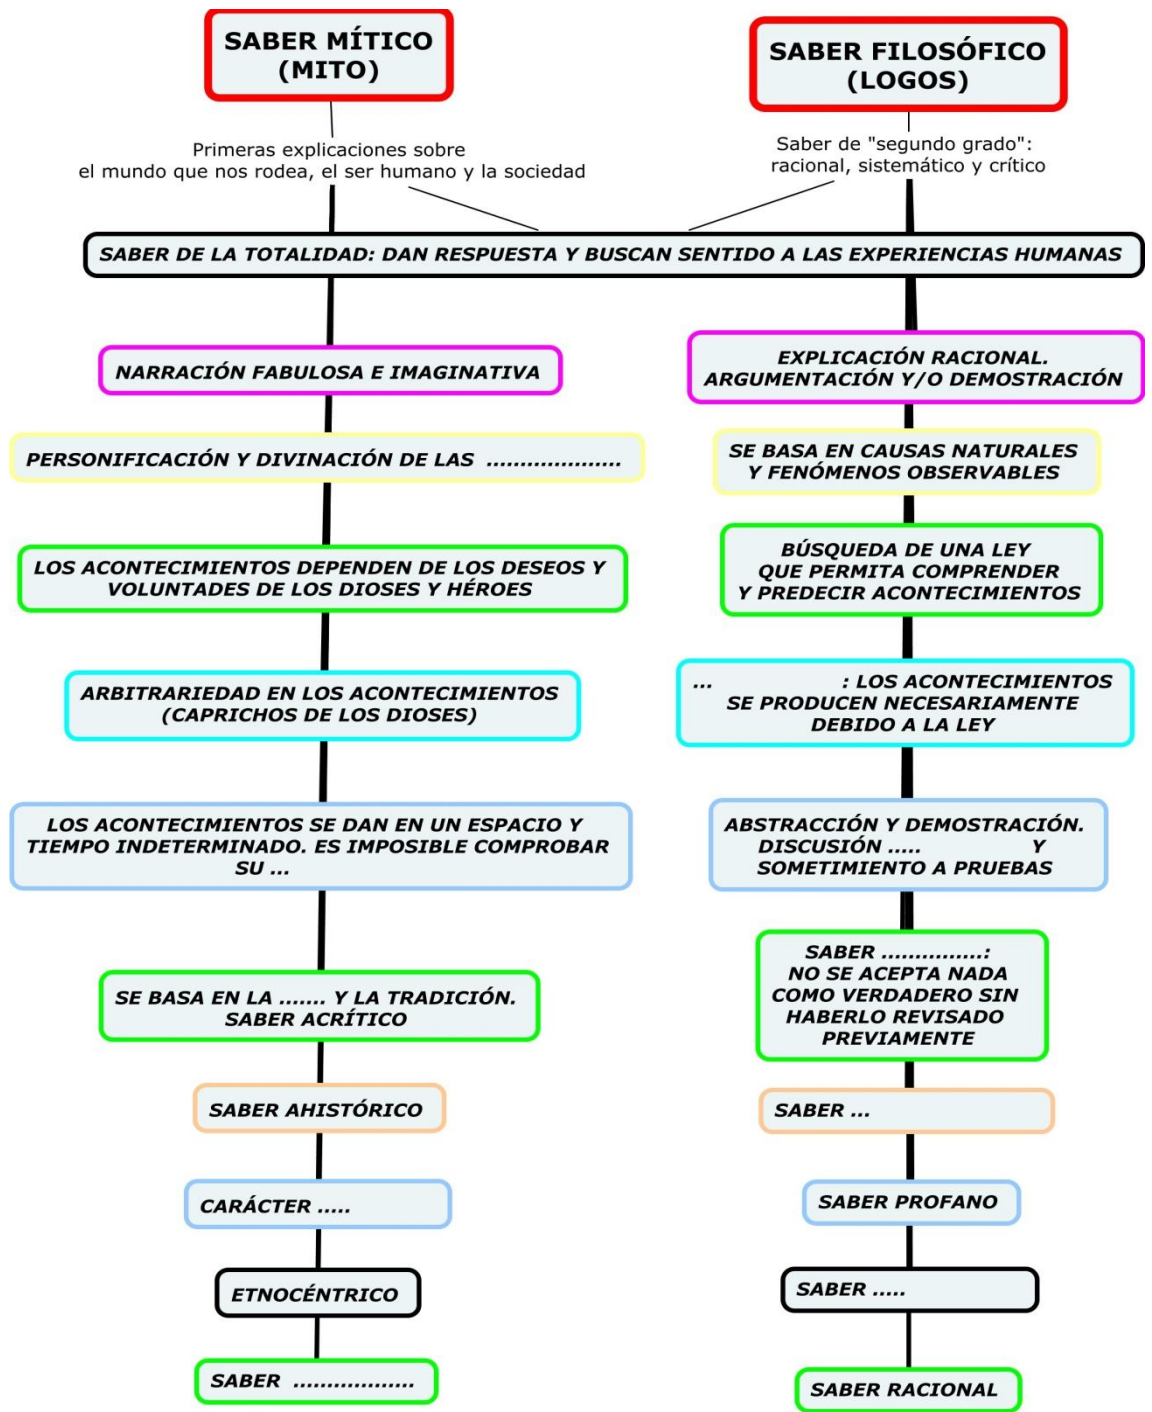 SABER MÍTICO
(MITO)
SABER FILOSÓFICO
(LOGOS)
Primeras explicaciones sobre
el mundo que nos rodea, el ser humano y la sociedad
Saber de "segundo grado":
racional, sistemático y crítico
SABER DE LA TOTALIDAD: DAN RESPUESTA Y BUSCAN SENTIDO A LAS EXPERIENCIAS HUMANAS
NARRACIÓN FABULOSA E IMAGINATIVA
EXPLICACIÓN RACIONAL.
ARGUMENTACIÓN Y/O DEMOSTRACIÓN
PERSONIFICACIÓN Y DIVINACIÓN DE LAS .....................
SE BASA EN CAUSAS NATURALES
Y FENÓMENOS OBSERVABLES
LOS ACONTECIMIENTOS DEPENDEN DE LOS DESEOS Y
VOLUNTADES DE LOS DIOSES Y HÉROES
BÚSQUEDA DE UNA LEY
QUE PERMITA COMPRENDER
Y PREDECIR ACONTECIMIENTOS
ARBITRARIEDAD EN LOS ACONTECIMIENTOS
(CAPRICHOS DE LOS DIOSES)
... : LOS ACONTECIMIENTOS
SE PRODUCEN NECESARIAMENTE
DEBIDO A LA LEY
LOS ACONTECIMIENTOS SE DAN EN UN ESPACIO Y
TIEMPO INDETERMINADO. ES IMPOSIBLE COMPROBAR
SU ...
ABSTRACCIÓN Y DEMOSTRACIÓN.
DISCUSIÓN ..... Y
SOMETIMIENTO A PRUEBAS
SE BASA EN LA ....... Y LA TRADICIÓN.
SABER ACRÍTICO
SABER ...............:
NO SE ACEPTA NADA
COMO VERDADERO SIN
HABERLO REVISADO
PREVIAMENTE
SABER AHISTÓRICO
SABER ...
CARÁCTER .....
SABER PROFANO
ETNOCÉNTRICO
SABER .....
SABER ..................
SABER RACIONAL